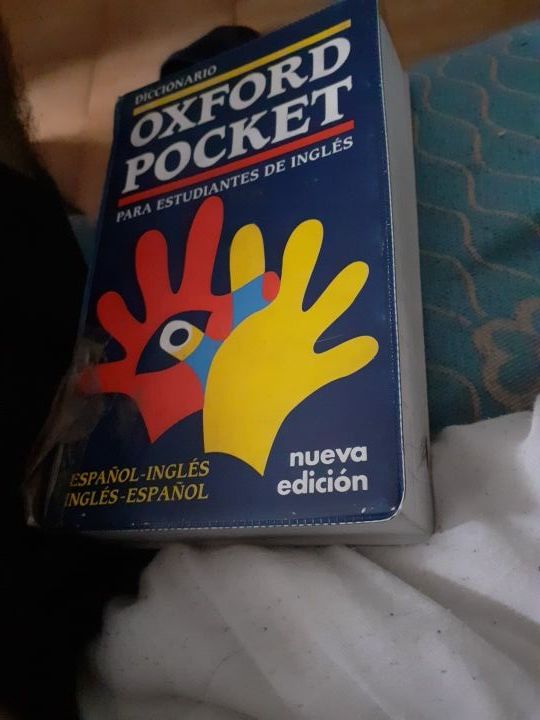 DICCIONARIO
OXFORD
POCKET
PARA ESTUDIANTES DE INGLÉS
ESPAÑOL-INGLÉS
INGLÉS-ESPAÑOL
nueva
edición